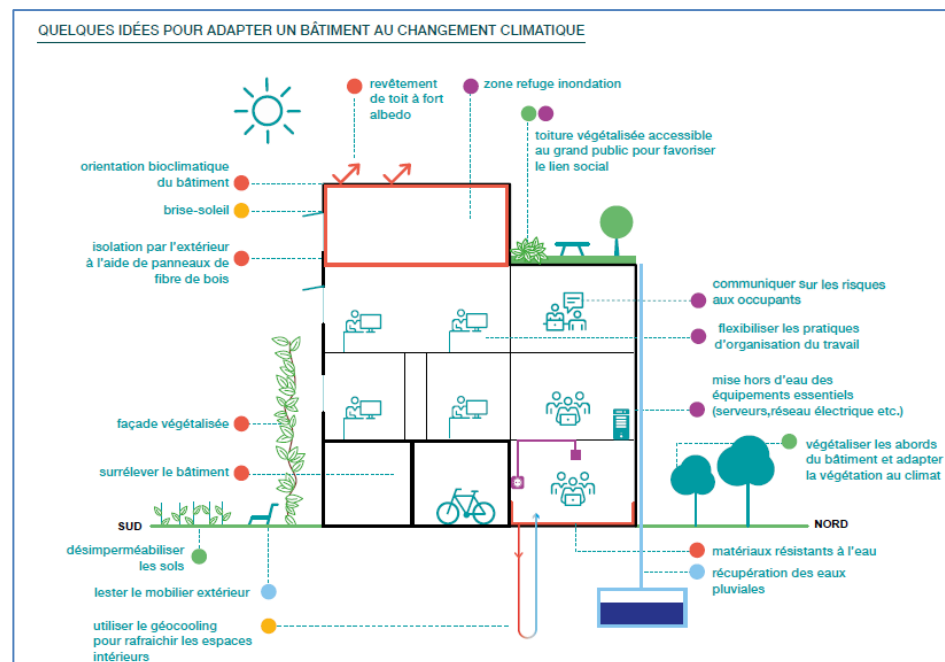 QUELQUES IDÉES POUR ADAPTER UN BÂTIMENT AU CHANGEMENT CLIMATIQUE
revêtement
de toit à fort
albedo
zone refuge inondation
toiture végétalisée accessible
au grand public pour favoriser
le lien social
orientation bioclimatique
du bâtiment
brise-soleil
isolation par l'extérieur
à l'aide de panneaux de
fibre de bois
communiquer sur les risques
aux occupants
flexibiliser les pratiques
d'organisation du travail
mise hors d'eau des
équipements essentiels
(serveurs,réseau électrique etc.)
façade végétalisée
végétaliser les abords
du bâtiment et adapter
la végétation au climat
surrélever le bâtiment
SUD
NORD
désimperméabiliser
les sols
matériaux résistants à l'eau
lester le mobilier extérieur
récupération des eaux
pluviales
utiliser le géocooling
pour rafraichir les espaces
intérieurs